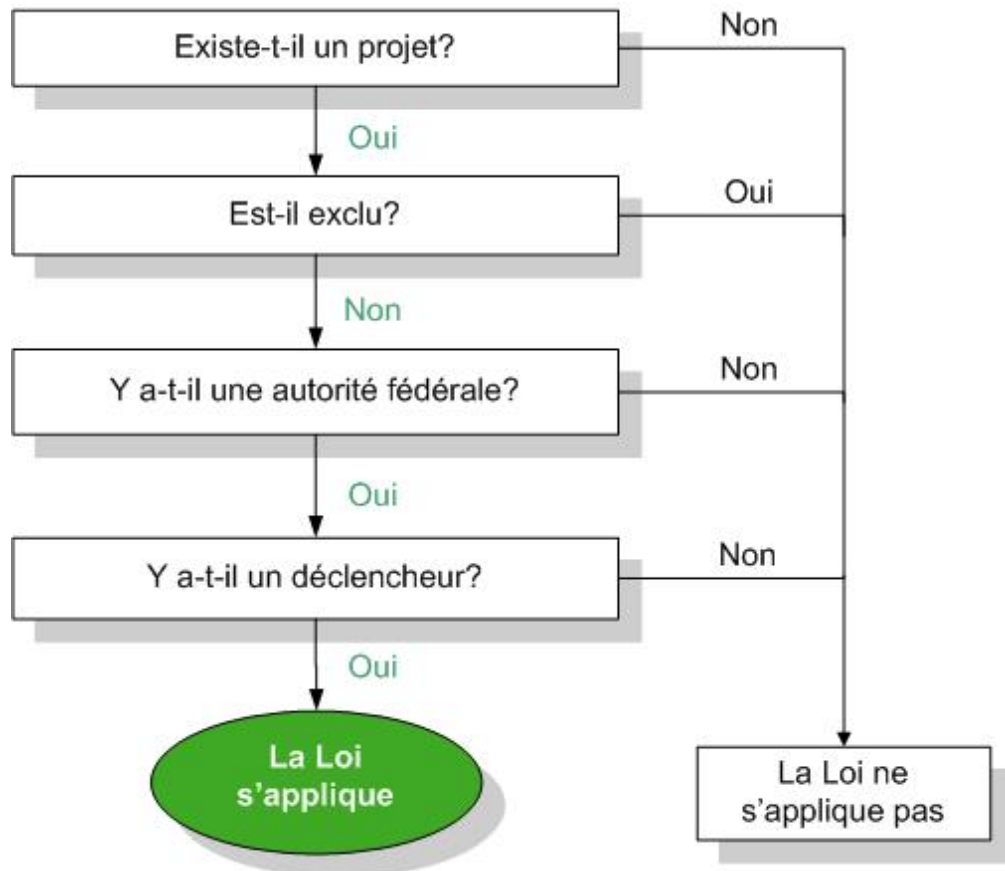 Existe-t-il un projet?
Non
Oui
Est-il exclu?
Oui
Non
Y a-t-il une autorité fédérale?
Non
Oui
Y a-t-il un déclencheur?
Non
Oui
La Loi
s’applique
La Loi ne
s’applique pas